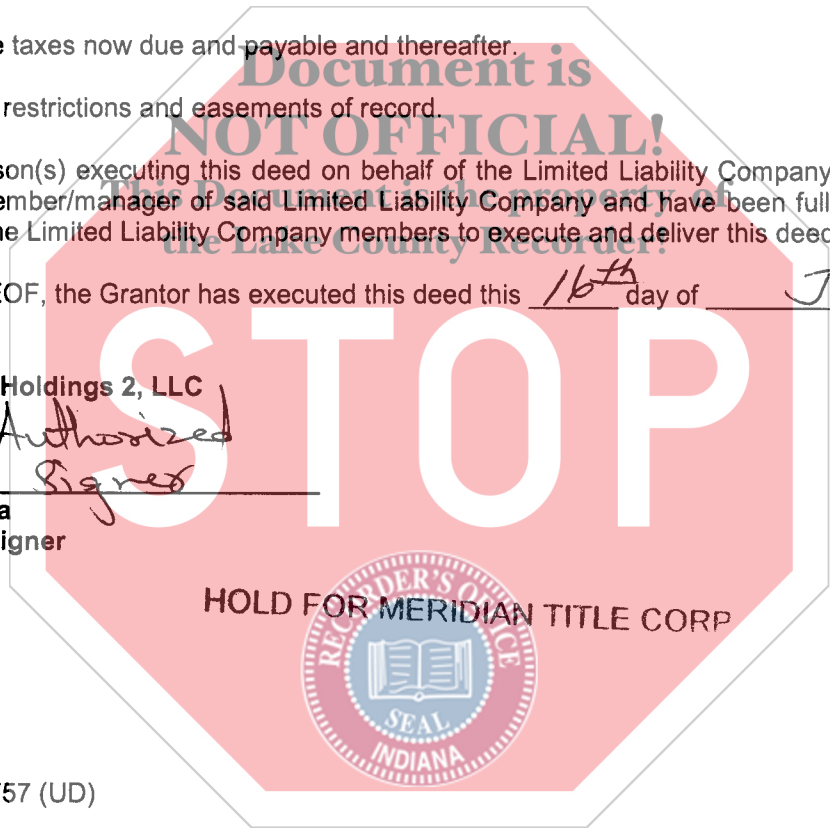 e taxes now due and payable and thereafter.
Document is
restrictions and easements of record.
NOT OFFICIAL!
son(s) executing this deed on behalf of the Limited Liability Company
This Document is the property of
ember/manager of said Limited Liability Company and have been full
the Lake County Recorder!
e Limited Liability Company members to execute and deliver this deed
EOF, the Grantor has executed this deed this 16th day of J
STOP
Holdings 2, LLC
Authorized
Signer
a
igner
HOLD FOR MERIDIAN TITLE CORP
RECORDER'S OFFICE
SEAL
INDIANA
57 (UD)